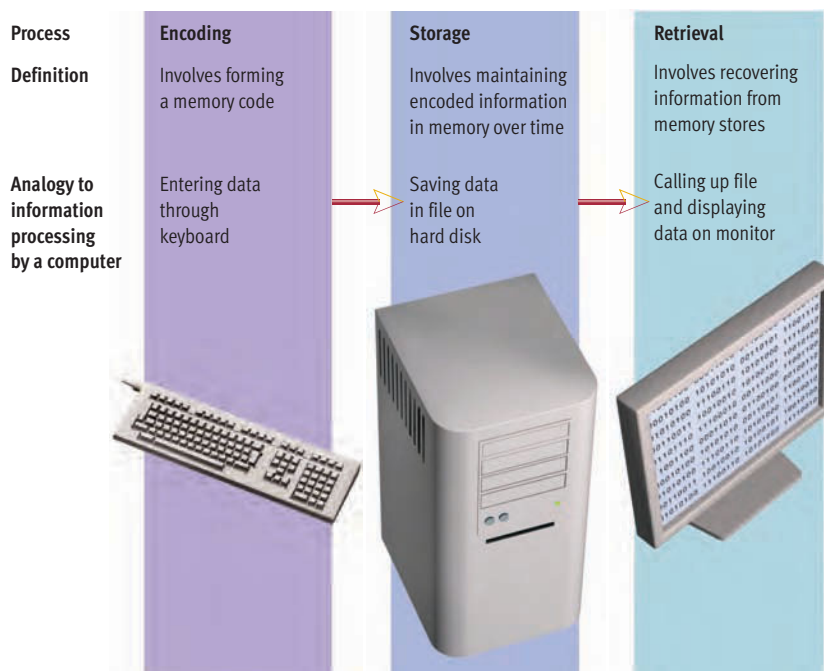 Process
Encoding
Storage
Retrieval
Definition
Involves forming
a memory code
Involves maintaining
encoded information
in memory over time
Involves recovering
information from
memory stores
Analogy to
information
processing
by a computer
Entering data
through
keyboard
Saving data
in file on
hard disk
Calling up file
and displaying
data on monitor